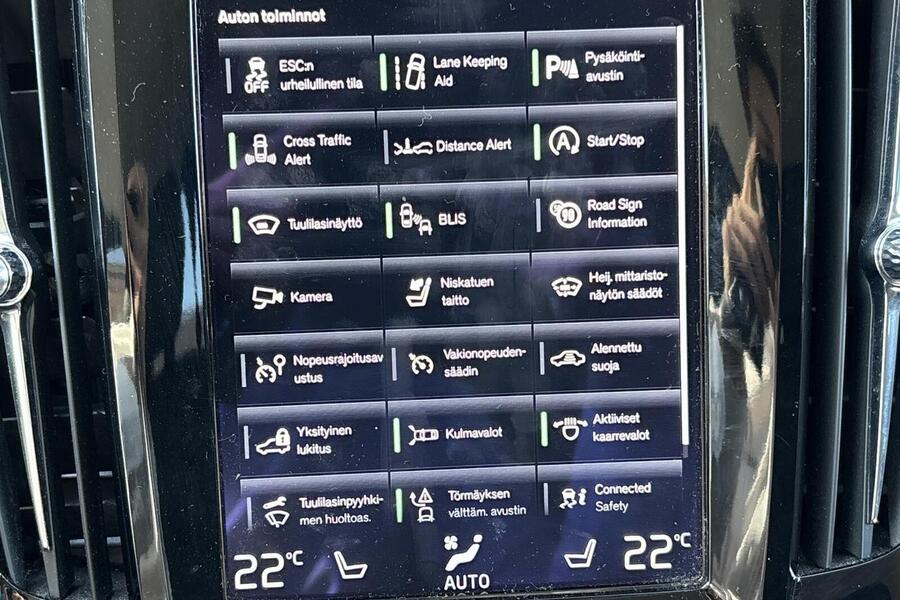 Auton toiminnot
ESC:n
urheilullinen tila
OFF
Lane Keeping
Aid
P
Pysäköinti-
avustin
Cross Traffic
Alert
Distance Alert
A
Start/Stop
Tuulilasinäyttö
BLIS
90
Road Sign
Information
Kamera
Niskatuen
taitto
Heij. mittaristo-
näytön säädöt
Nopeusrajoitusav
ustus
Vakionopeuden-
säädin
Alennettu
suoja
Yksityinen
lukitus
Kulmavalot
Aktiiviset
kaarrevalot
Tuulilasinpyyhki-
men huoltoas.
Törmäyksen
välttäm. avustin
Connected
Safety
22°C
AUTO
22°C